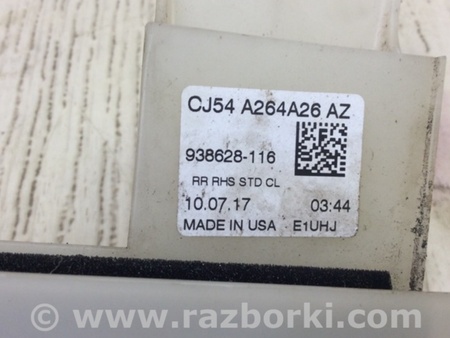 CJ54 A264A26 AZ
938628-116
RR RHS STD CL
10.07.17 03:44
MADE IN USA E1UHJ
© www.razborki.com